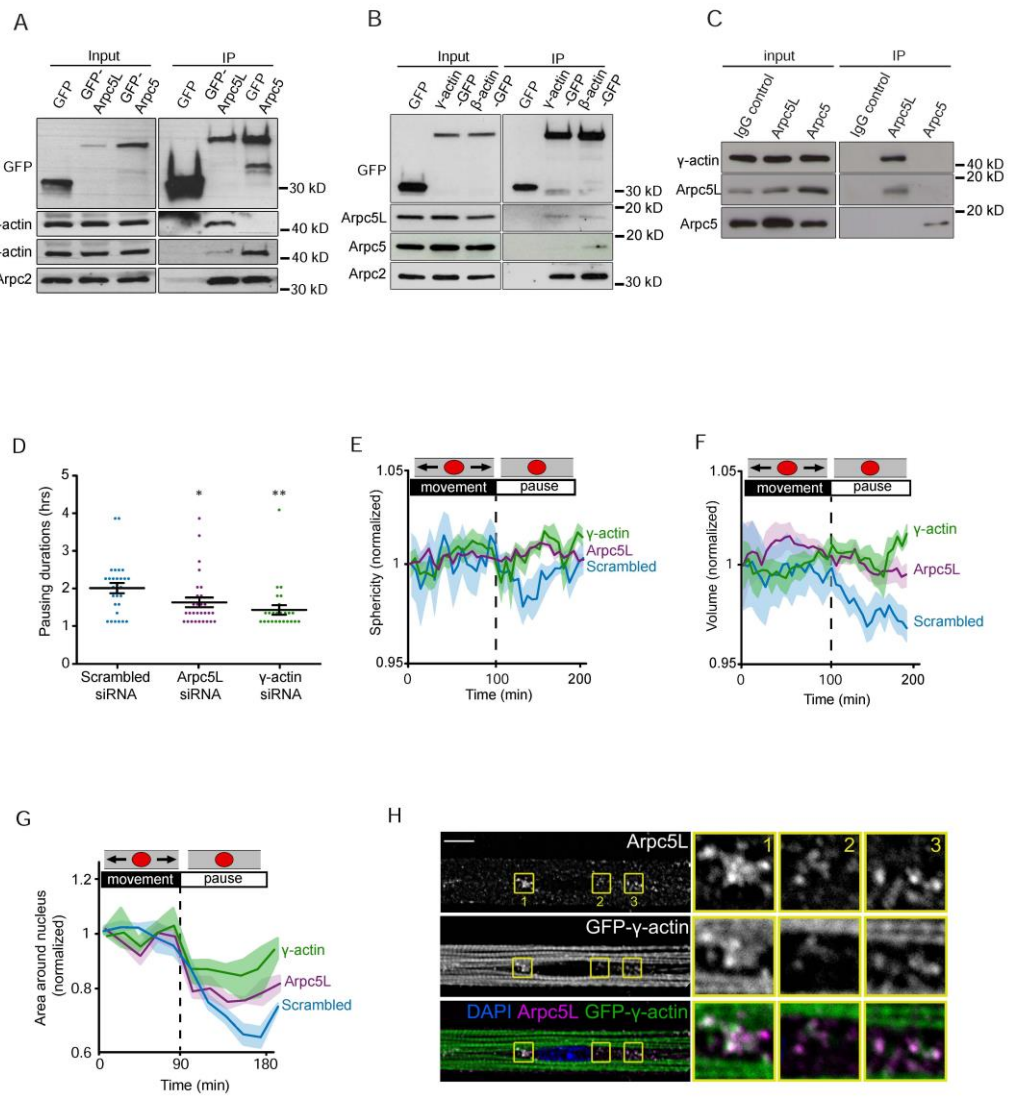 A
Input
IP
GFP
GFP-
Arpc5L
GFP-
Arpc5
GFP
GFP-
Arpc5L
GFP
Arpc5
GFP
30 kD
-actin
40 kD
-actin
40 kD
Arpc2
30 kD
B
Input
IP
GFP
γ-actin
-GFP
β-actin
-GFP
GFP
γ-actin
-GFP
β-actin
-GFP
GFP
30 kD
20 kD
Arpc5L
20 kD
Arpc5
Arpc2
30 kD
C
input
IP
IgG control
Arpc5L
Arpc5
IgG control
Arpc5L
Arpc5
γ-actin
40 kD
20 kD
Arpc5L
20 kD
Arpc5
D
Pausing durations (hrs)
5
4
3
2
1
0
*
**
Scrambled
siRNA
Arpc5L
siRNA
γ-actin
siRNA
E
movement
pause
Sphericity (normalized)
1.05
1
0.95
γ-actin
Arpc5L
Scrambled
0
100
200
Time (min)
F
movement
pause
Volume (normalized)
1.05
1
0.95
γ-actin
Arpc5L
Scrambled
0
100
200
Time (min)
G
movement
pause
Area around nucleus
(normalized)
1.2
1
0.8
0.6
γ-actin
Arpc5L
Scrambled
0
90
180
Time (min)
H
Arpc5L
1
2
3
1
2
3
GFP-γ-actin
DAPI Arpc5L GFP-γ-actin